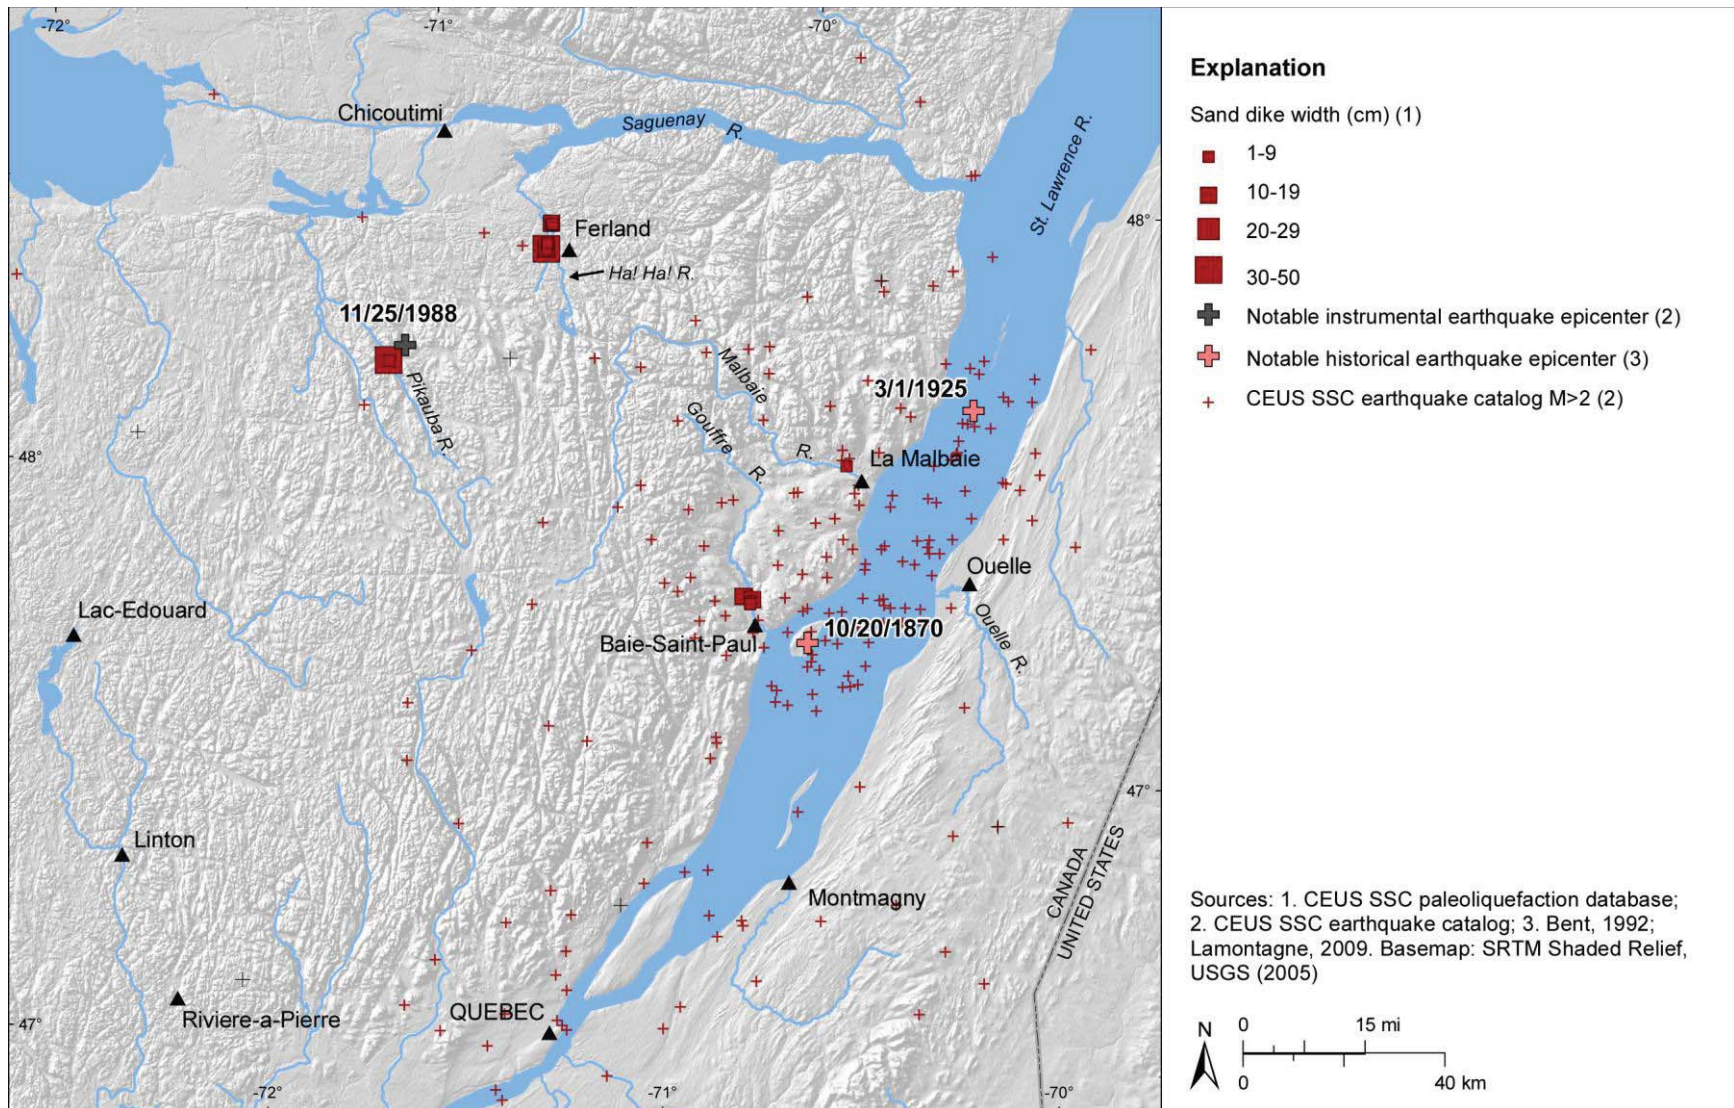 -72°
-71°
-70°
Chicoutimi
Saguenay
R.
St. Lawrence R.
48°
Ferland
Ha! Ha! R.
11/25/1988
Pikauba R.
Malbaie
R.
Gouffre
R.
3/1/1925
La Malbaie
48°
Ouelle
Ouelle R.
Lac-Edouard
Baie-Saint-Paul
10/20/1870
47°
Linton
Montmagny
CANADA
UNITED STATES
Riviere-a-Pierre
QUEBEC
47°
-72°
-71°
-70°
Explanation
Sand dike width (cm) (1)
1-9
10-19
20-29
30-50
Notable instrumental earthquake epicenter (2)
Notable historical earthquake epicenter (3)
CEUS SSC earthquake catalog M>2 (2)
Sources: 1. CEUS SSC paleoliquefaction database;
2. CEUS SSC earthquake catalog; 3. Bent, 1992;
Lamontagne, 2009. Basemap: SRTM Shaded Relief,
USGS (2005)
N
0 15 mi
0 40 km